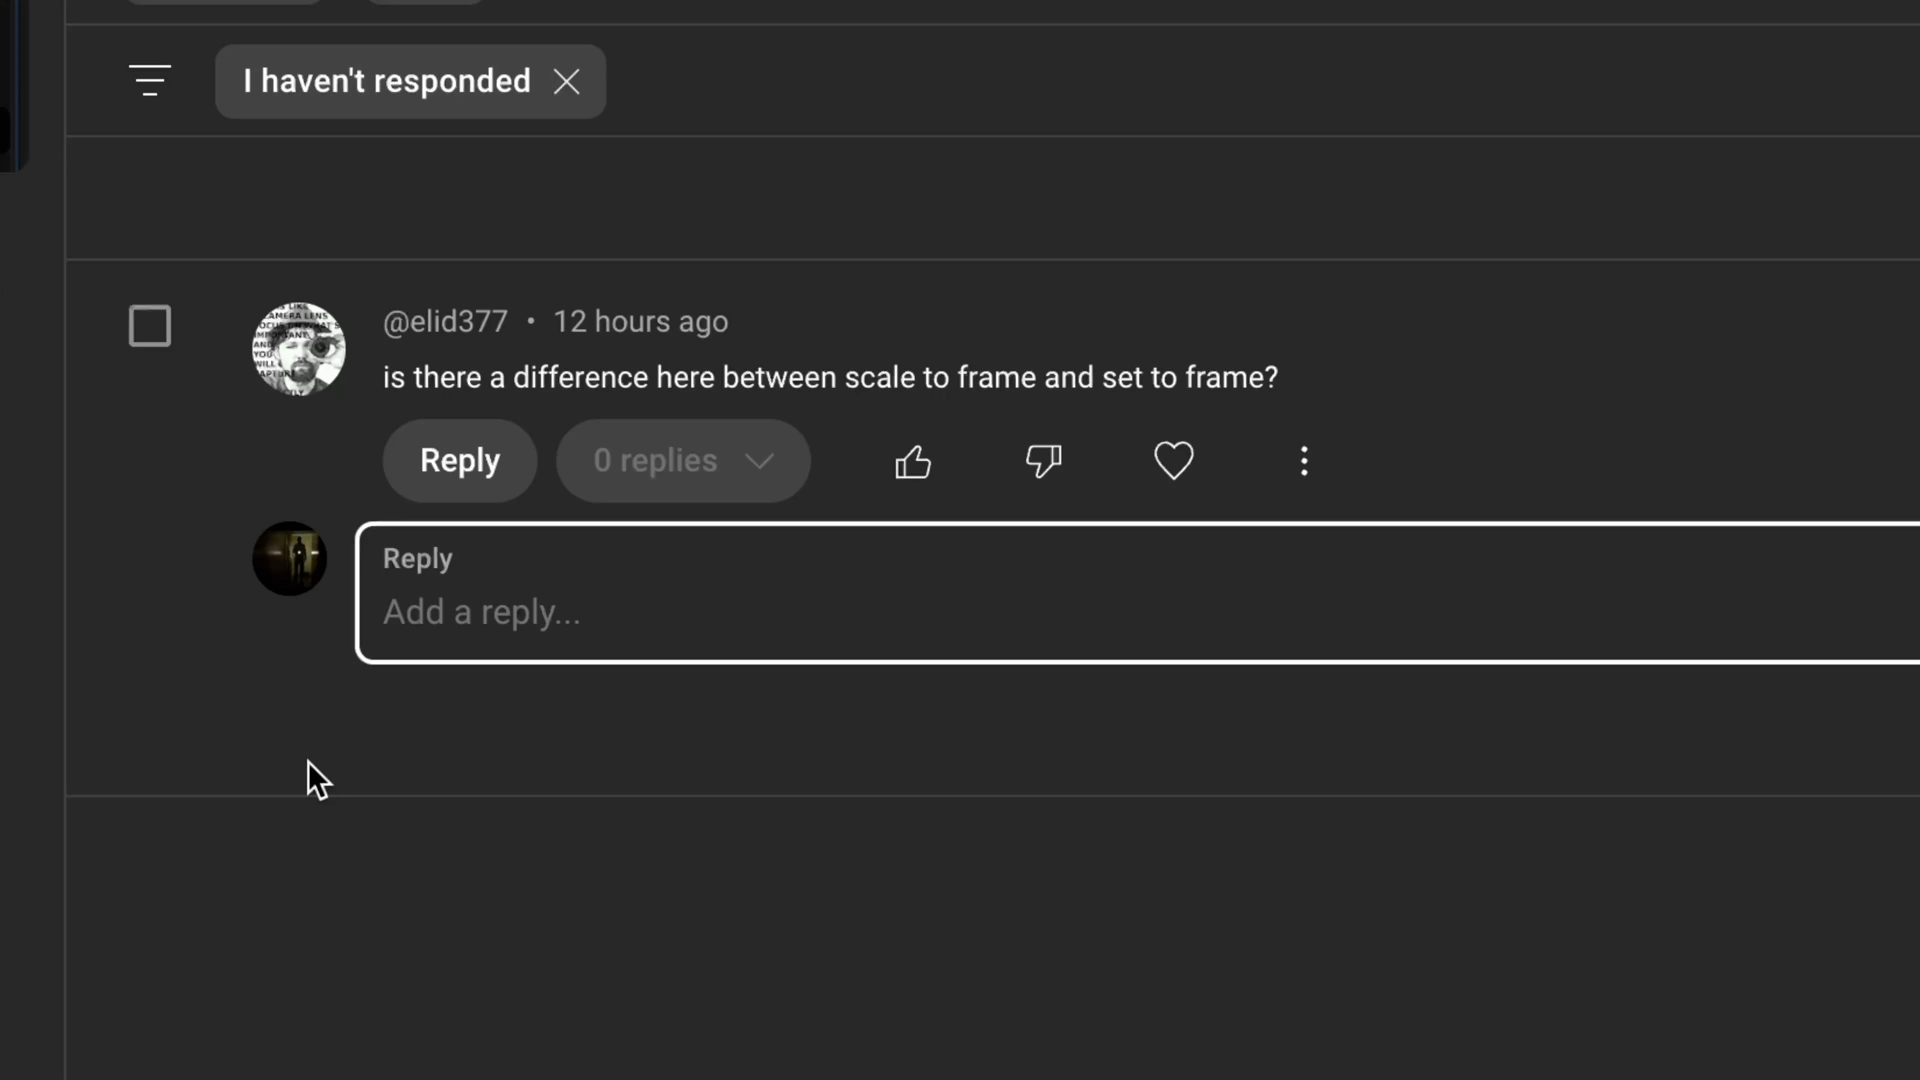 I haven't responded
@elid377 • 12 hours ago
is there a difference here between scale to frame and set to frame?
Reply
0 replies
Reply
Add a reply...